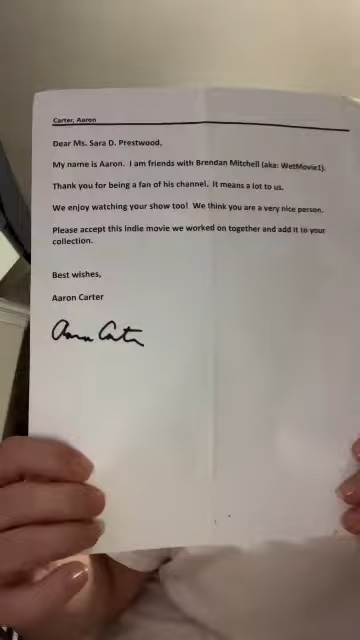 Carter, Aaron
Dear Ms. Sara D. Prestwood,
My name is Aaron. I am friends with Brendan Mitchell (aka: WetMovie1).
Thank you for being a fan of his channel. It means a lot to us.
We enjoy watching your show too! We think you are a very nice person.
Please accept this indie movie we worked on together and add it to your
collection.
Best wishes,
Aaron Carter
Aaron Carter